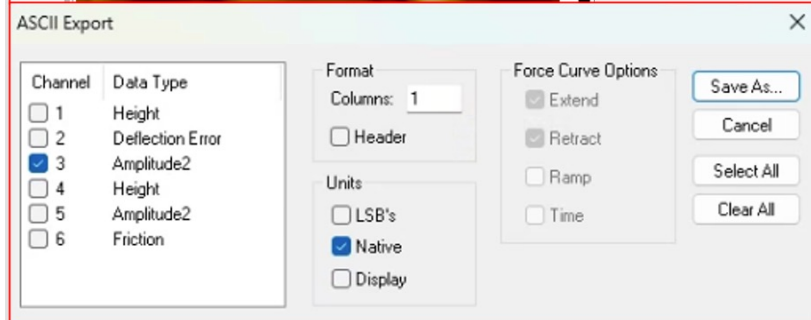 ASCII Export
Channel Data Type
1 Height
2 Deflection Error
3 Amplitude2
4 Height
5 Amplitude2
6 Friction
Format
Columns: 1
Header
Units
LSB's
Native
Display
Force Curve Options
Extend
Retract
Ramp
Time
Save As...
Cancel
Select All
Clear All